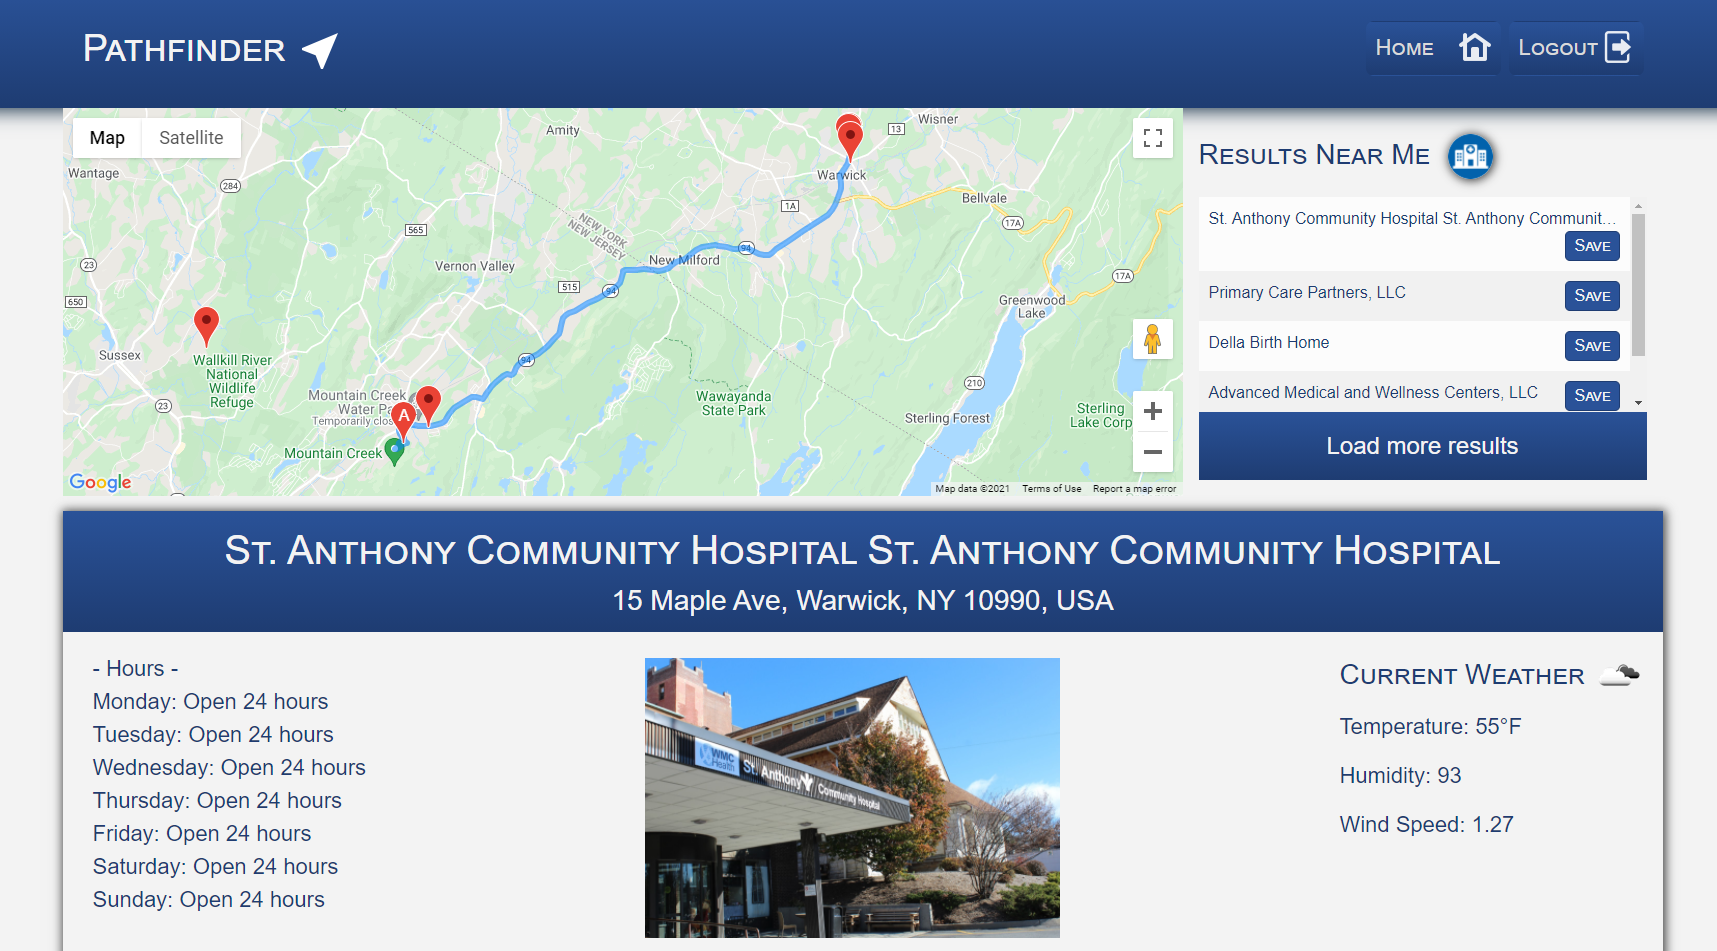 PATHFINDER
HOME
LOGOUT
Map
Satellite
Amity
13
Wisner
Wantage
284
Warwick
1A
Bellvale
17A
565
NEW YORK
NEW JERSEY
94
23
Vernon Valley
New Milford
17A
515
94
650
Greenwood
Lake
Sussex
94
Wallkill River
National
Wildlife
Refuge
210
23
Mountain Creek
Water
Temporarily
A
Wawayanda
State Park
Sterling Forest
Sterling
Lake Corp
Mountain Creek
Google
Map data ©2021
Terms of Use
Report a map error
RESULTS NEAR ME
St. Anthony Community Hospital St. Anthony Communit...
SAVE
Primary Care Partners, LLC
SAVE
Della Birth Home
SAVE
Advanced Medical and Wellness Centers, LLC
SAVE
Load more results
ST. ANTHONY COMMUNITY HOSPITAL ST. ANTHONY COMMUNITY HOSPITAL
15 Maple Ave, Warwick, NY 10990, USA
- Hours -
Monday: Open 24 hours
Tuesday: Open 24 hours
Wednesday: Open 24 hours
Thursday: Open 24 hours
Friday: Open 24 hours
Saturday: Open 24 hours
Sunday: Open 24 hours
WMC
Health
St. Anthony
Community Hospital
CURRENT WEATHER
Temperature: 55°F
Humidity: 93
Wind Speed: 1.27